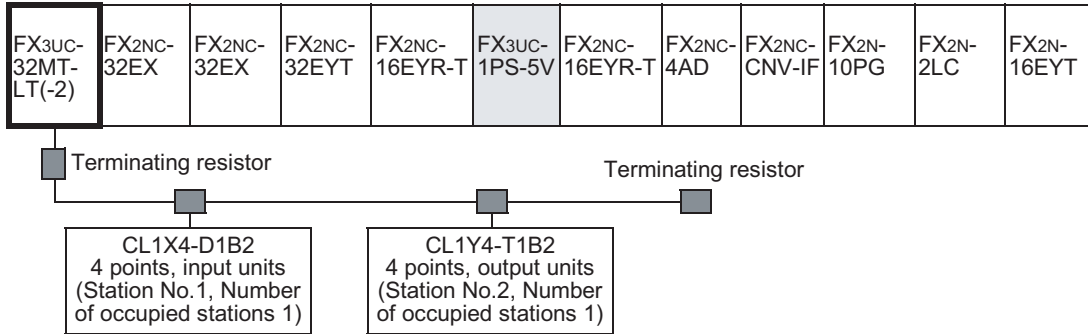 FX3UC-
32MT-
LT(-2)
FX2NC-
32EX
FX2NC-
32EX
FX2NC-
32EYT
FX2NC-
16EYR-T
FX3UC-
1PS-5V
FX2NC-
16EYR-T
FX2NC-
4AD
FX2NC-
CNV-IF
FX2N-
10PG
FX2N-
2LC
FX2N-
16EYT
Terminating resistor
Terminating resistor
CL1X4-D1B2
4 points, input units
(Station No.1, Number
of occupied stations 1)
CL1Y4-T1B2
4 points, output units
(Station No.2, Number
of occupied stations 1)